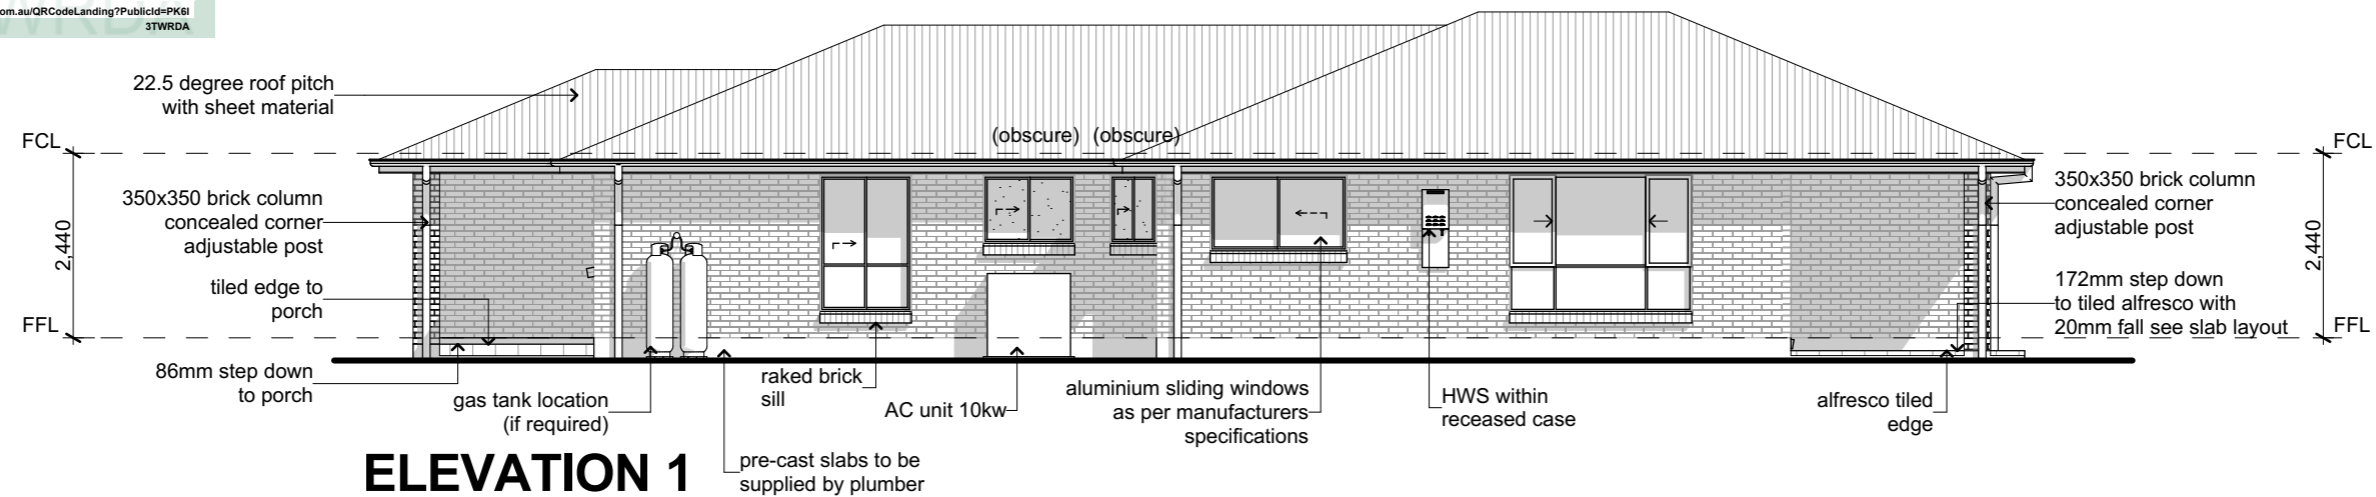 om.au/QRCodeLanding?PublicId=PK6I
3TWRDA
WRDA
22.5 degree roof pitch
with sheet material
(obscure) (obscure)
FCL
FCL
350x350 brick column
concealed corner
adjustable post
350x350 brick column
concealed corner
adjustable post
2,440
2,440
tiled edge to
porch
172mm step down
to tiled alfresco with
20mm fall see slab layout
FFL
FFL
86mm step down
to porch
gas tank location
(if required)
raked brick
sill
AC unit 10kw
aluminium sliding windows
as per manufacturers
specifications
HWS within
receased case
alfresco tiled
edge
ELEVATION 1
pre-cast slabs to be
supplied by plumber